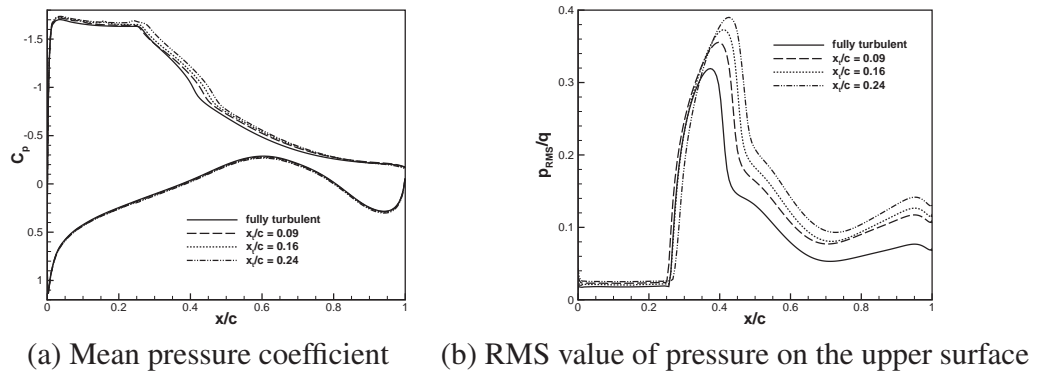 -1.5
-1
-0.5
0
0.5
1
C_p
0 0.2 0.4 0.6 0.8 1
x/c
fully turbulent
x_t/c = 0.09
x_t/c = 0.16
x_t/c = 0.24
(a) Mean pressure coefficient
0.4
0.3
0.2
0.1
0
p_RMS/q
0 0.2 0.4 0.6 0.8 1
x/c
fully turbulent
x_t/c = 0.09
x_t/c = 0.16
x_t/c = 0.24
(b) RMS value of pressure on the upper surface